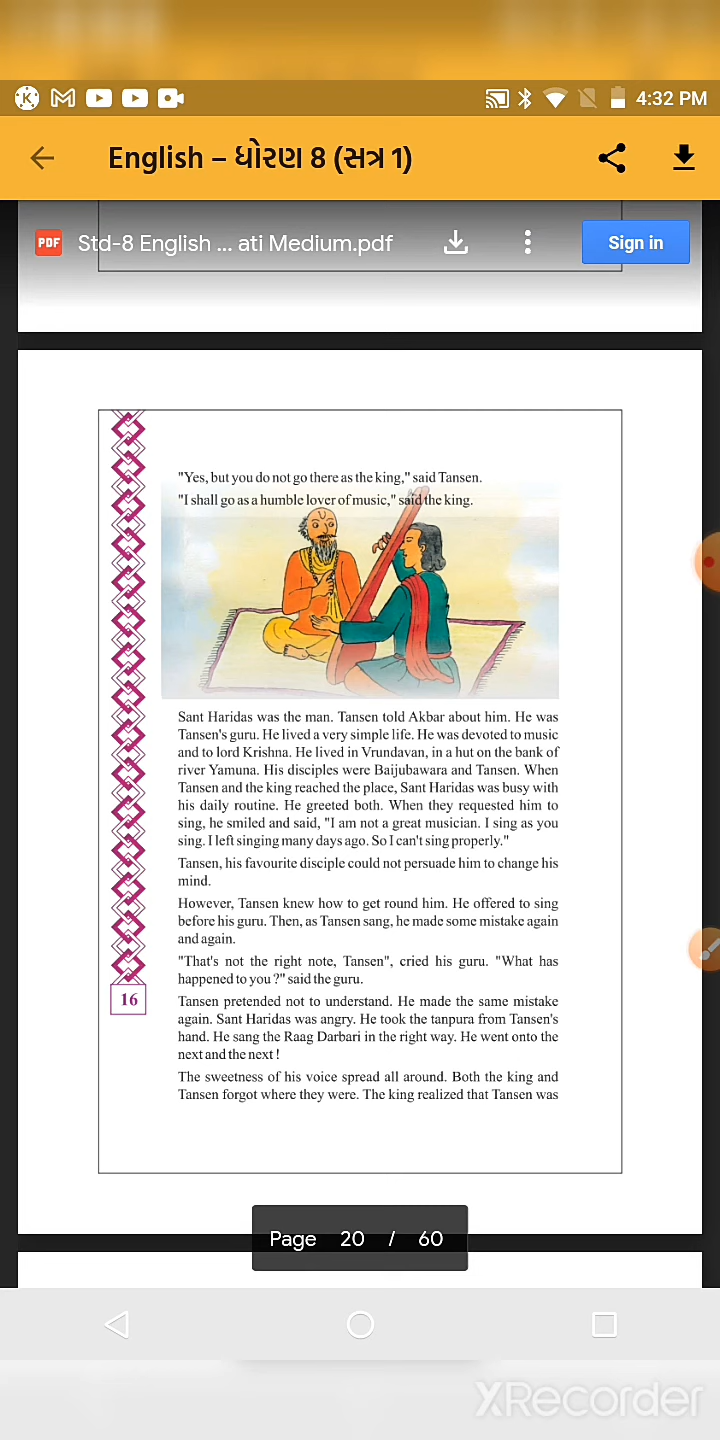 4:32 PM
English – ધોરણ 8 (સત્ર 1)
PDF Std-8 English ... ati Medium.pdf Sign in
"Yes, but you do not go there as the king," said Tansen.
"I shall go as a humble lover of music," said the king.
Sant Haridas was the man. Tansen told Akbar about him. He was
Tansen's guru. He lived a very simple life. He was devoted to music
and to lord Krishna. He lived in Vrundavan, in a hut on the bank of
river Yamuna. His disciples were Baijubawara and Tansen. When
Tansen and the king reached the place, Sant Haridas was busy with
his daily routine. He greeted both. When they requested him to
sing, he smiled and said, "I am not a great musician. I sing as you
sing. I left singing many days ago. So I can't sing properly."
Tansen, his favourite disciple could not persuade him to change his
mind.
However, Tansen knew how to get round him. He offered to sing
before his guru. Then, as Tansen sang, he made some mistake again
and again.
"That's not the right note, Tansen", cried his guru. "What has
happened to you ?" said the guru.
16
Tansen pretended not to understand. He made the same mistake
again. Sant Haridas was angry. He took the tanpura from Tansen's
hand. He sang the Raag Darbari in the right way. He went onto the
next and the next !
The sweetness of his voice spread all around. Both the king and
Tansen forgot where they were. The king realized that Tansen was
Page 20 / 60
XRecorder